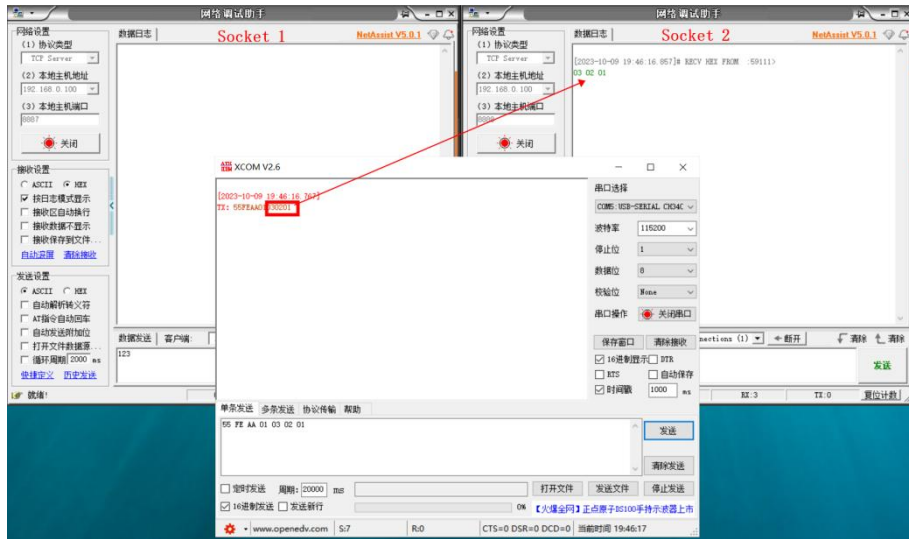 网络调试助手
网络设置
(1) 协议类型
TCP Server
(2) 本地主机地址
192.168.0.100
(3) 本地主机端口
8887
关闭
接收设置
ASCII HEX
按日志模式显示
接收区自动换行
接收数据不显示
接收保存到文件...
自动滚屏 清除接收
发送设置
ASCII HEX
自动解析转义符
AT指令自动回车
自动发送附加位
打开文件数据源...
循环周期 2000 ms
快捷定义 历史发送
就绪!
数据日志
Socket 1
NetAssist V5.0.1
数据发送 客户端:
123
网络调试助手
网络设置
(1) 协议类型
TCP Server
(2) 本地主机地址
192.168.0.100
(3) 本地主机端口
8888
关闭
数据日志
Socket 2
NetAssist V5.0.1
[2023-10-09 19:46:16.857]# RECV HEX FROM :59111>
03 02 01
nections (1) 断开 清除 清除
发送
RX:3 TX:0 复位计数
XCOM V2.6
[2023-10-09 19:46:16.767]
TX: 55FEAA01030201
串口选择
COM5:USB-SERIAL CH34C
波特率 115200
停止位 1
数据位 8
校验位 None
串口操作 关闭串口
保存窗口 清除接收
16进制显示 DTR
RTS 自动保存
时间戳 1000 ms
单条发送 多条发送 协议传输 帮助
55 FE AA 01 03 02 01
发送
清除发送
定时发送 周期: 20000 ms 打开文件 发送文件 停止发送
16进制发送 发送新行 0% 【火爆全网】正点原子DS100手持示波器上市
www.openedv.com S:7 R:0 CTS=0 DSR=0 DCD=0 当前时间 19:46:17